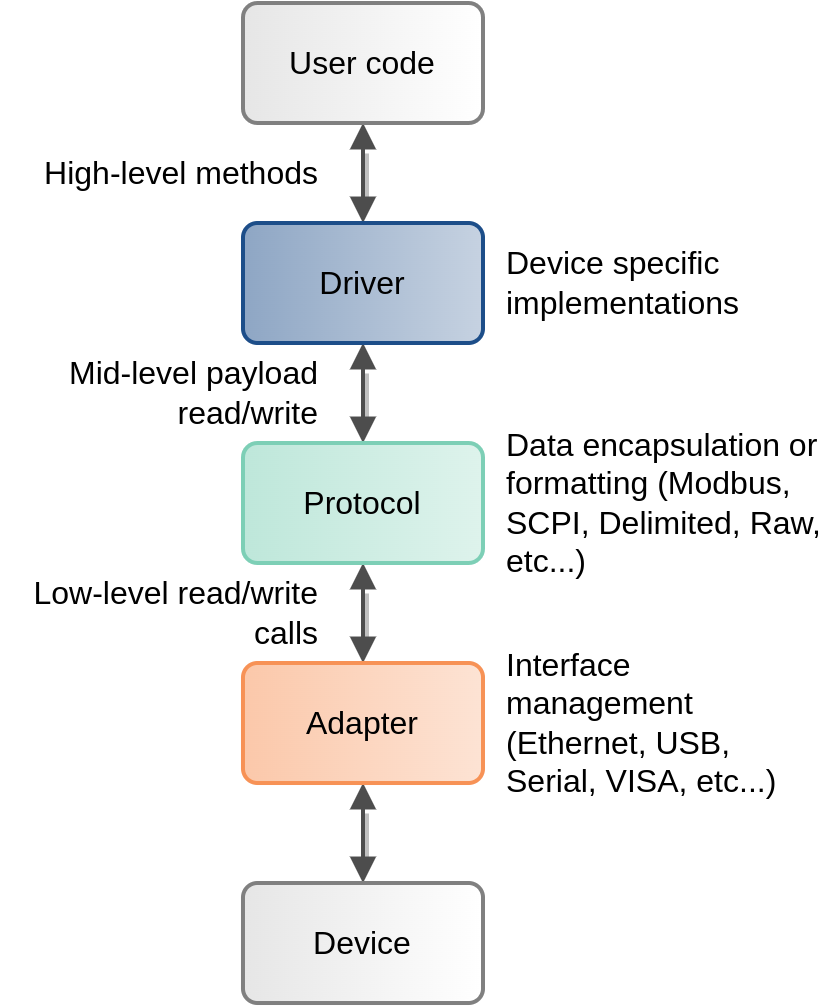 User code
High-level methods
Driver
Device specific
implementations
Mid-level payload
read/write
Protocol
Data encapsulation or
formatting (Modbus,
SCPI, Delimited, Raw,
etc...)
Low-level read/write
calls
Adapter
Interface
management
(Ethernet, USB,
Serial, VISA, etc...)
Device